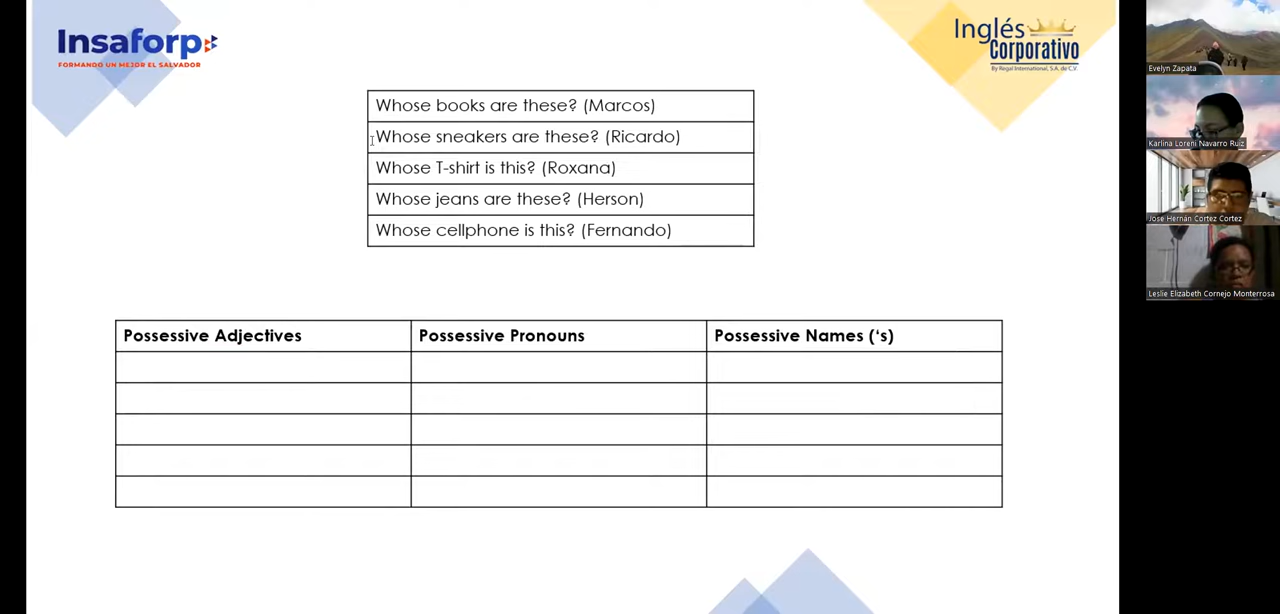 Insaforp
FORMANDO UN MEJOR EL SALVADOR
Inglés
Corporativo
By Regal International, S.A. de C.V.
Whose books are these? (Marcos)
Whose sneakers are these? (Ricardo)
Whose T-shirt is this? (Roxana)
Whose jeans are these? (Herson)
Whose cellphone is this? (Fernando)
Possessive Adjectives
Possessive Pronouns
Possessive Names (‘s)
Evelyn Zapata
Karlina Loreni Navarro Ruiz
Jose Hernán Cortez Cortez
Leslie Elizabeth Cornejo Monterrosa